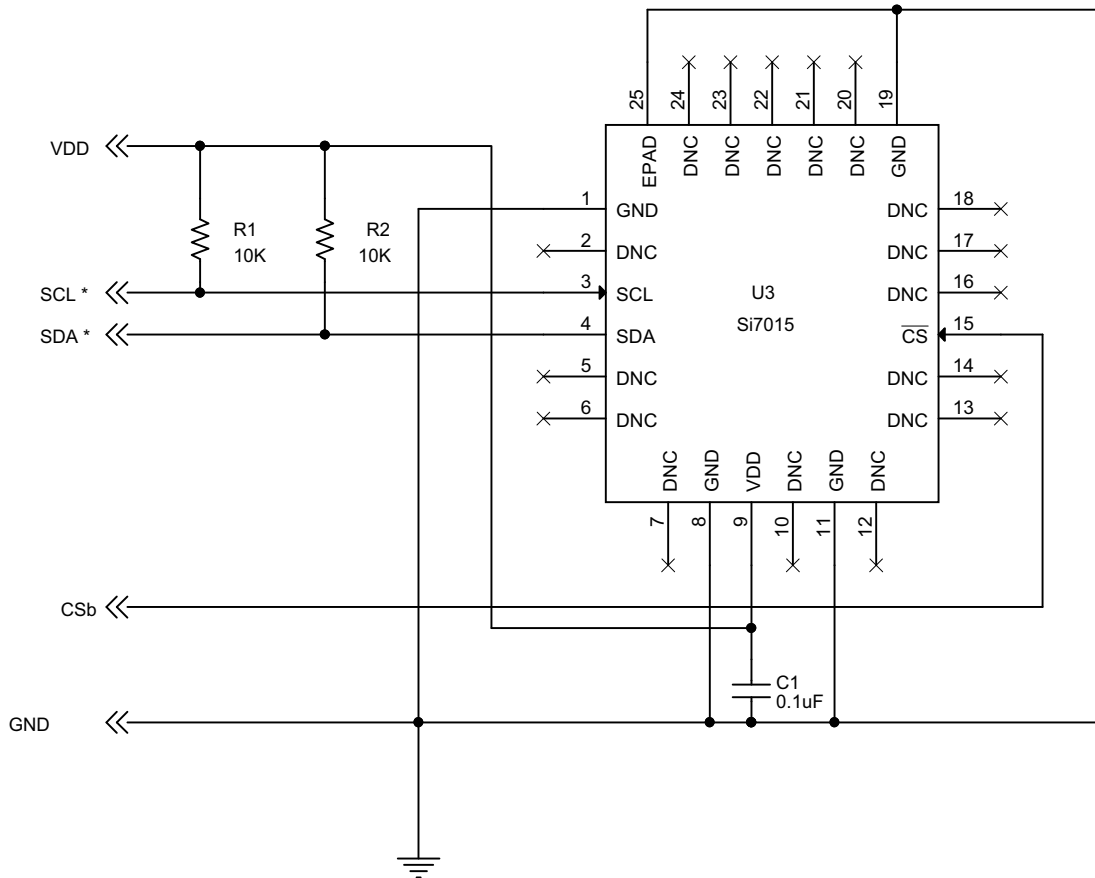 25
24
23
22
21
20
19
EPAD
DNC
DNC
DNC
DNC
DNC
GND
VDD
R1
10K
R2
10K
SCL *
SDA *
1
GND
2
DNC
3
SCL
4
SDA
5
DNC
6
DNC
U3
Si7015
DNC
18
DNC
17
DNC
16
CS
15
DNC
14
DNC
13
DNC
GND
VDD
DNC
GND
DNC
7
8
9
10
11
12
CSb
C1
0.1uF
GND